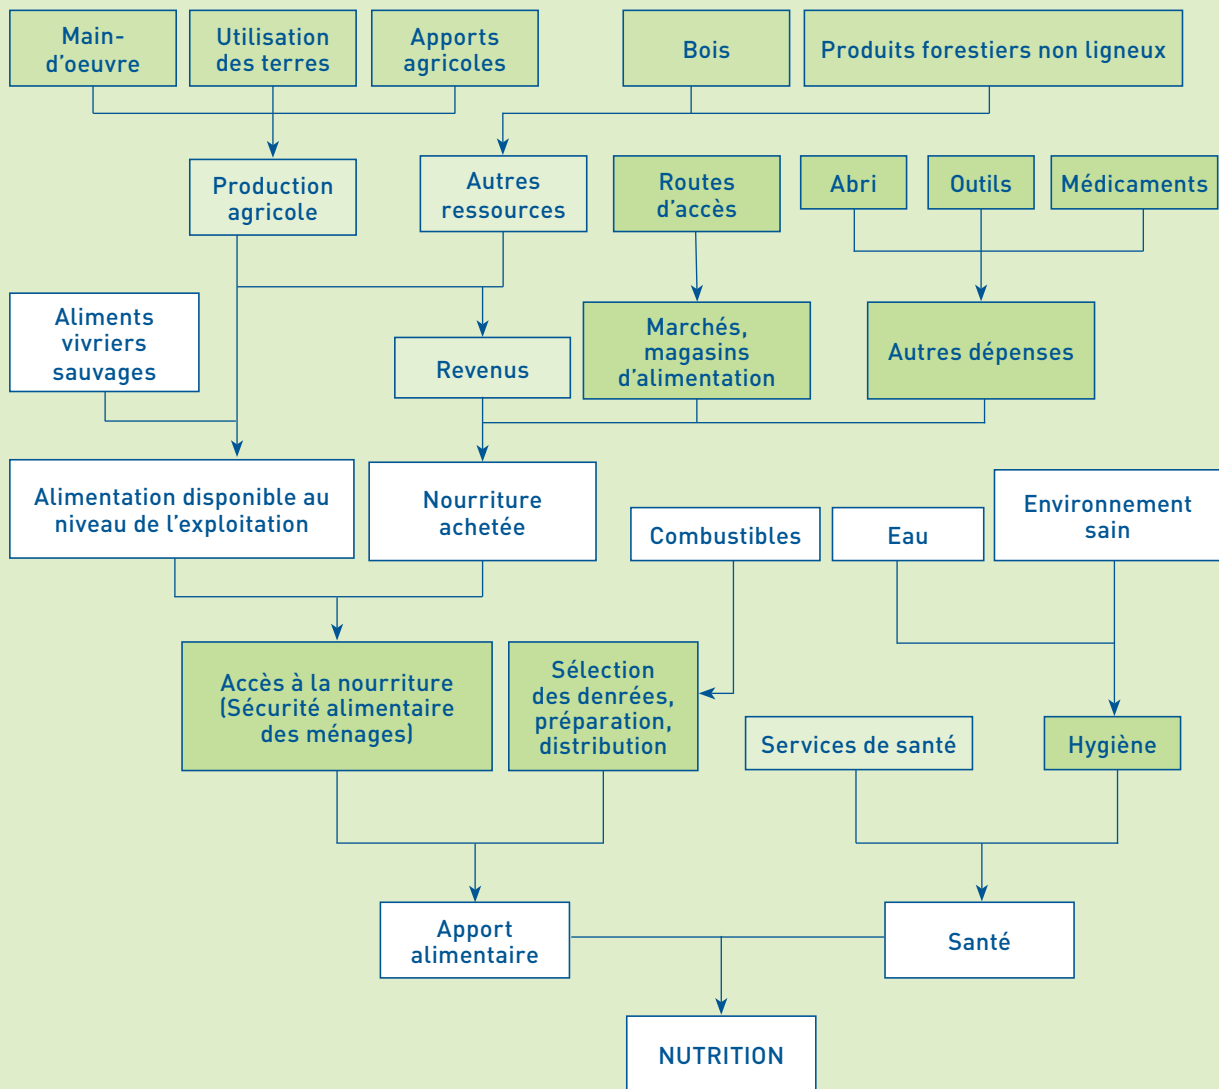 Main-
d'oeuvre
Utilisation
des terres
Apports
agricoles
Bois
Produits forestiers non ligneux
Production
agricole
Autres
ressources
Routes
d'accès
Abri
Outils
Médicaments
Aliments
vivriers
sauvages
Revenus
Marchés,
magasins
d'alimentation
Autres dépenses
Alimentation disponible au
niveau de l'exploitation
Nourriture
achetée
Combustibles
Eau
Environnement
sain
Accès à la nourriture
(Sécurité alimentaire
des ménages)
Sélection
des denrées,
préparation,
distribution
Services de santé
Hygiène
Apport
alimentaire
Santé
NUTRITION